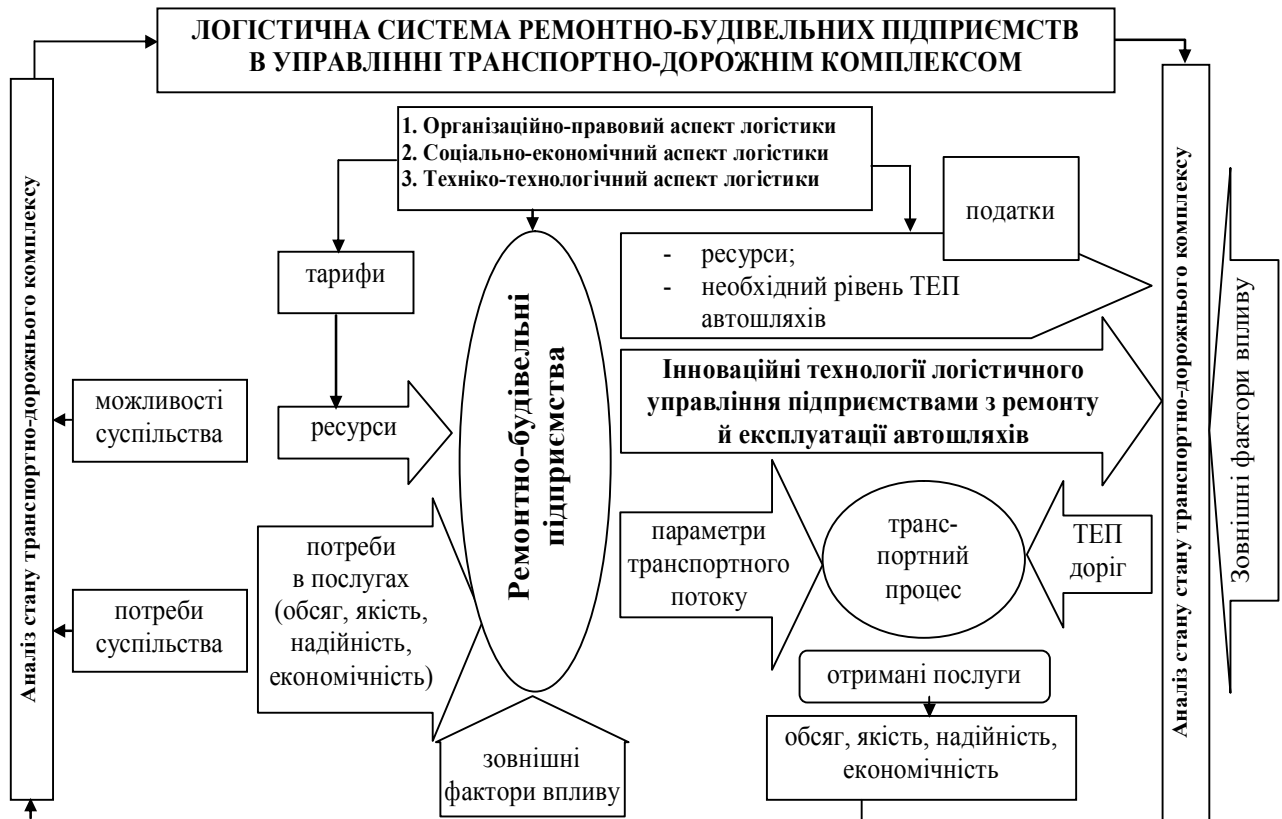 ЛОГІСТИЧНА СИСТЕМА РЕМОНТНО-БУДІВЕЛЬНИХ ПІДПРИЄМСТВ
В УПРАВЛІННІ ТРАНСПОРТНО-ДОРОЖНІМ КОМПЛЕКСОМ
Аналіз стану транспортно-дорожнього комплексу
1. Організаційно-правовий аспект логістики
2. Соціально-економічний аспект логістики
3. Техніко-технологічний аспект логістики
тарифи
ресурси
можливості
суспільства
потреби
суспільства
потреби
в послугах
(обсяг, якість,
надійність,
економічність)
Ремонтно-будівельні
підприємства
зовнішні
фактори впливу
податки
- ресурси;
- необхідний рівень ТЕП
автошляхів
Інноваційні технології логістичного
управління підприємствами з ремонту
й експлуатації автошляхів
параметри
транспортного
потоку
транс-
портний
процес
ТЕП
доріг
отримані послуги
обсяг, якість, надійність,
економічність
Аналіз стану стану транспортно-дорожнього комплексу
Зовнішні фактори впливу